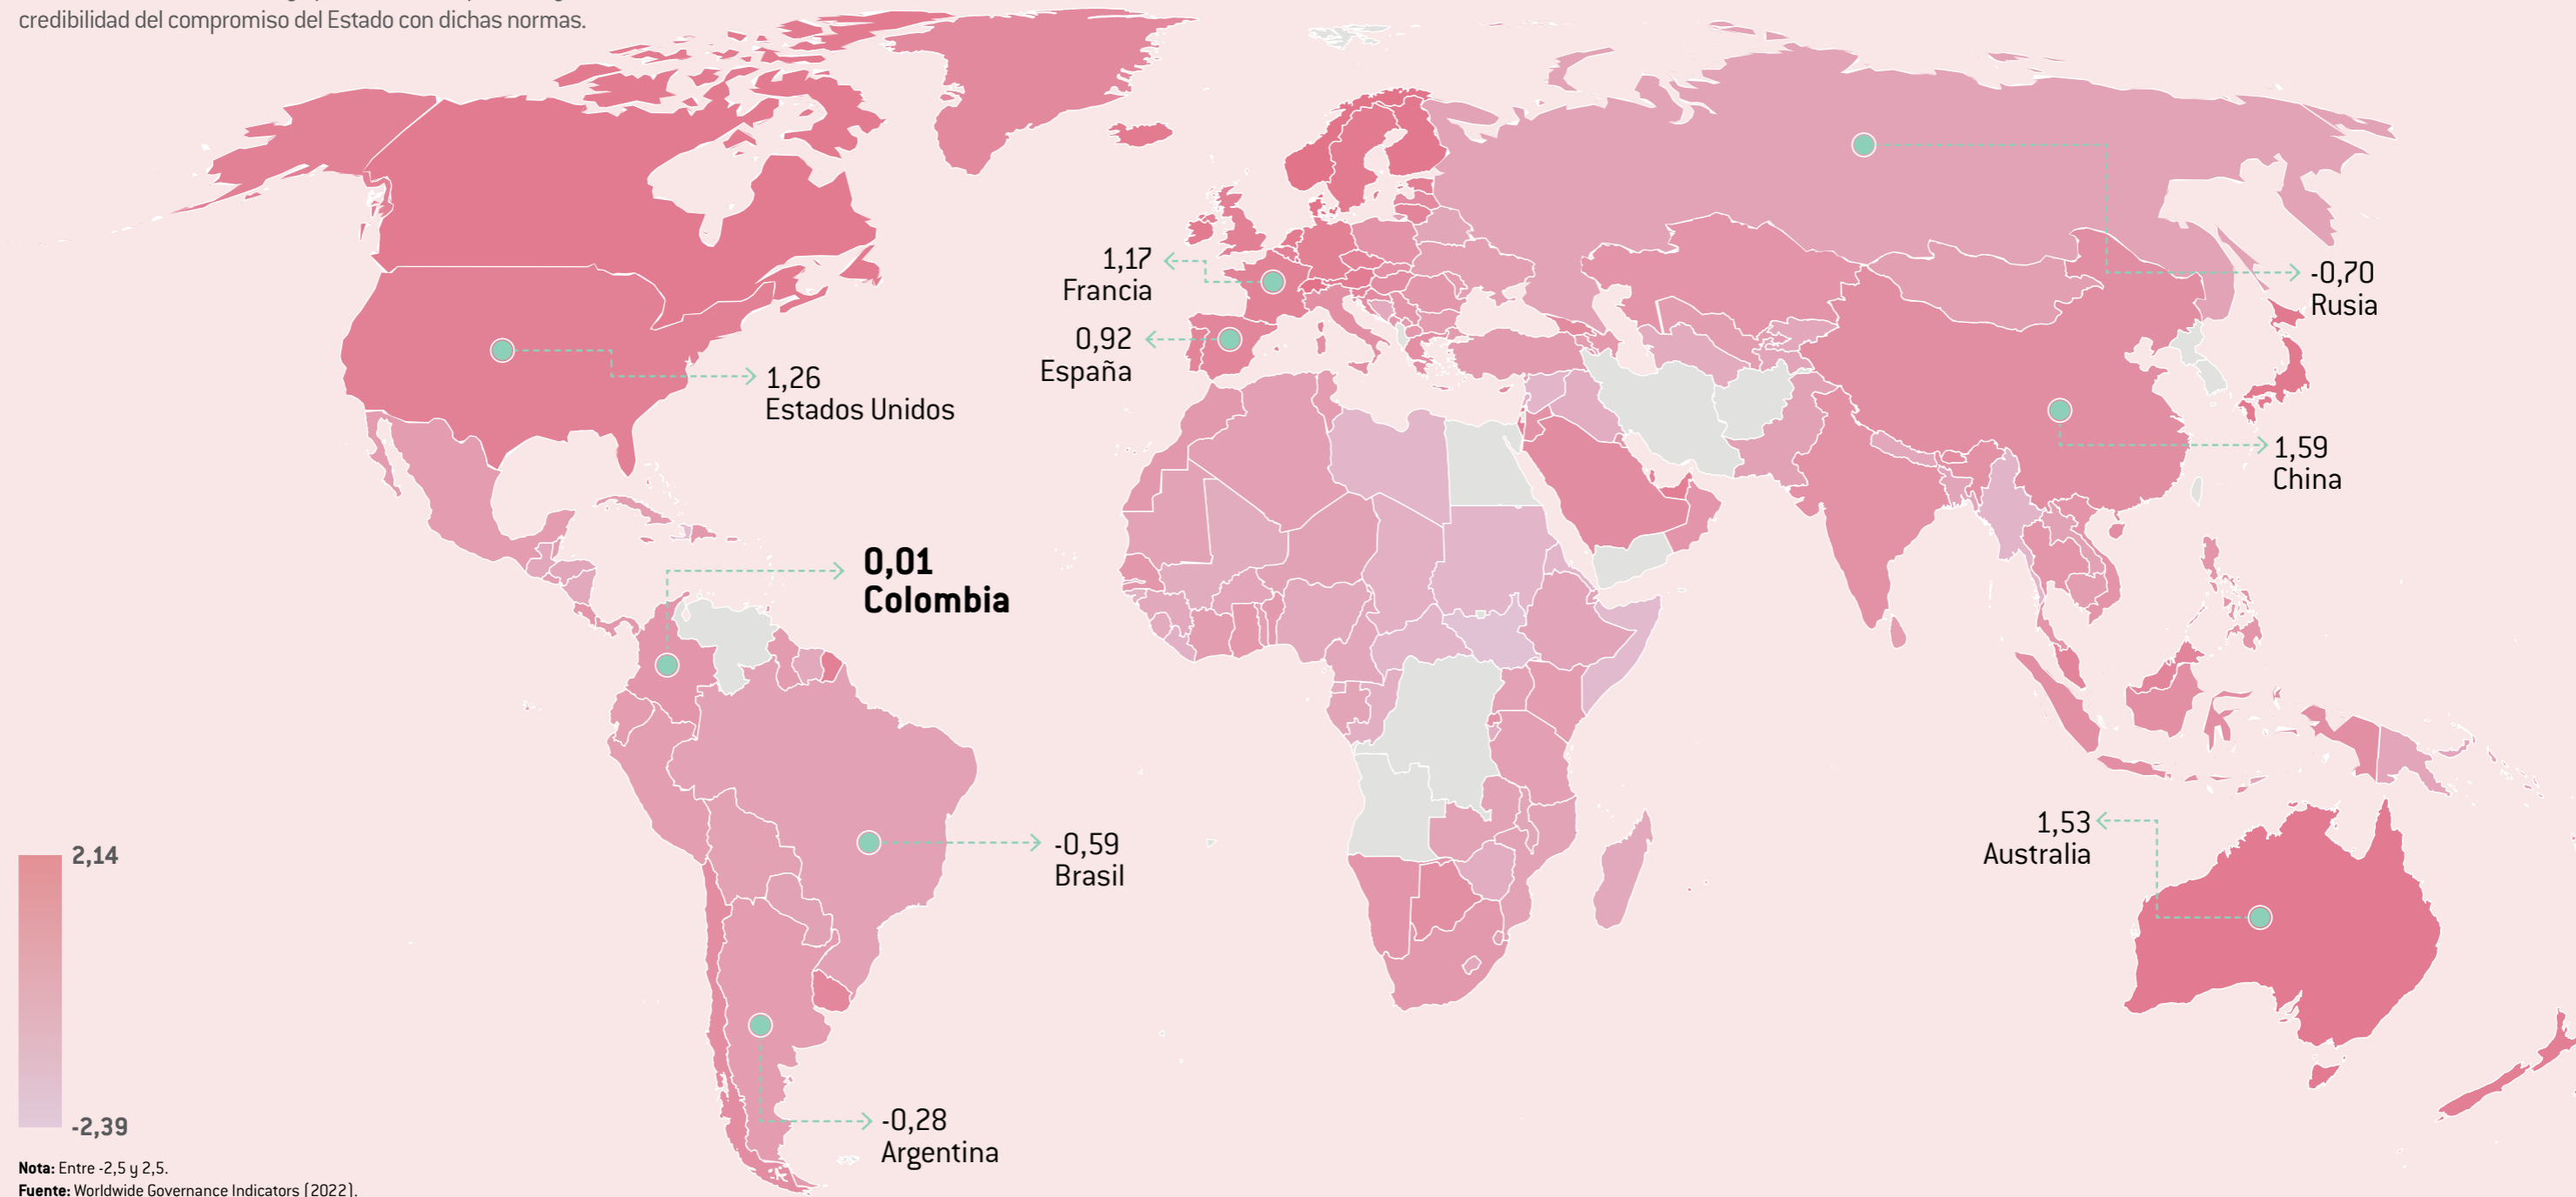 credibilidad del compromiso del Estado con dichas normas.
1,17
Francia
0,92
España
-0,70
Rusia
1,26
Estados Unidos
1,59
China
0,01
Colombia
-0,59
Brasil
1,53
Australia
-0,28
Argentina
2,14
-2,39
Nota: Entre -2,5 y 2,5.
Fuente: Worldwide Governance Indicators (2022).